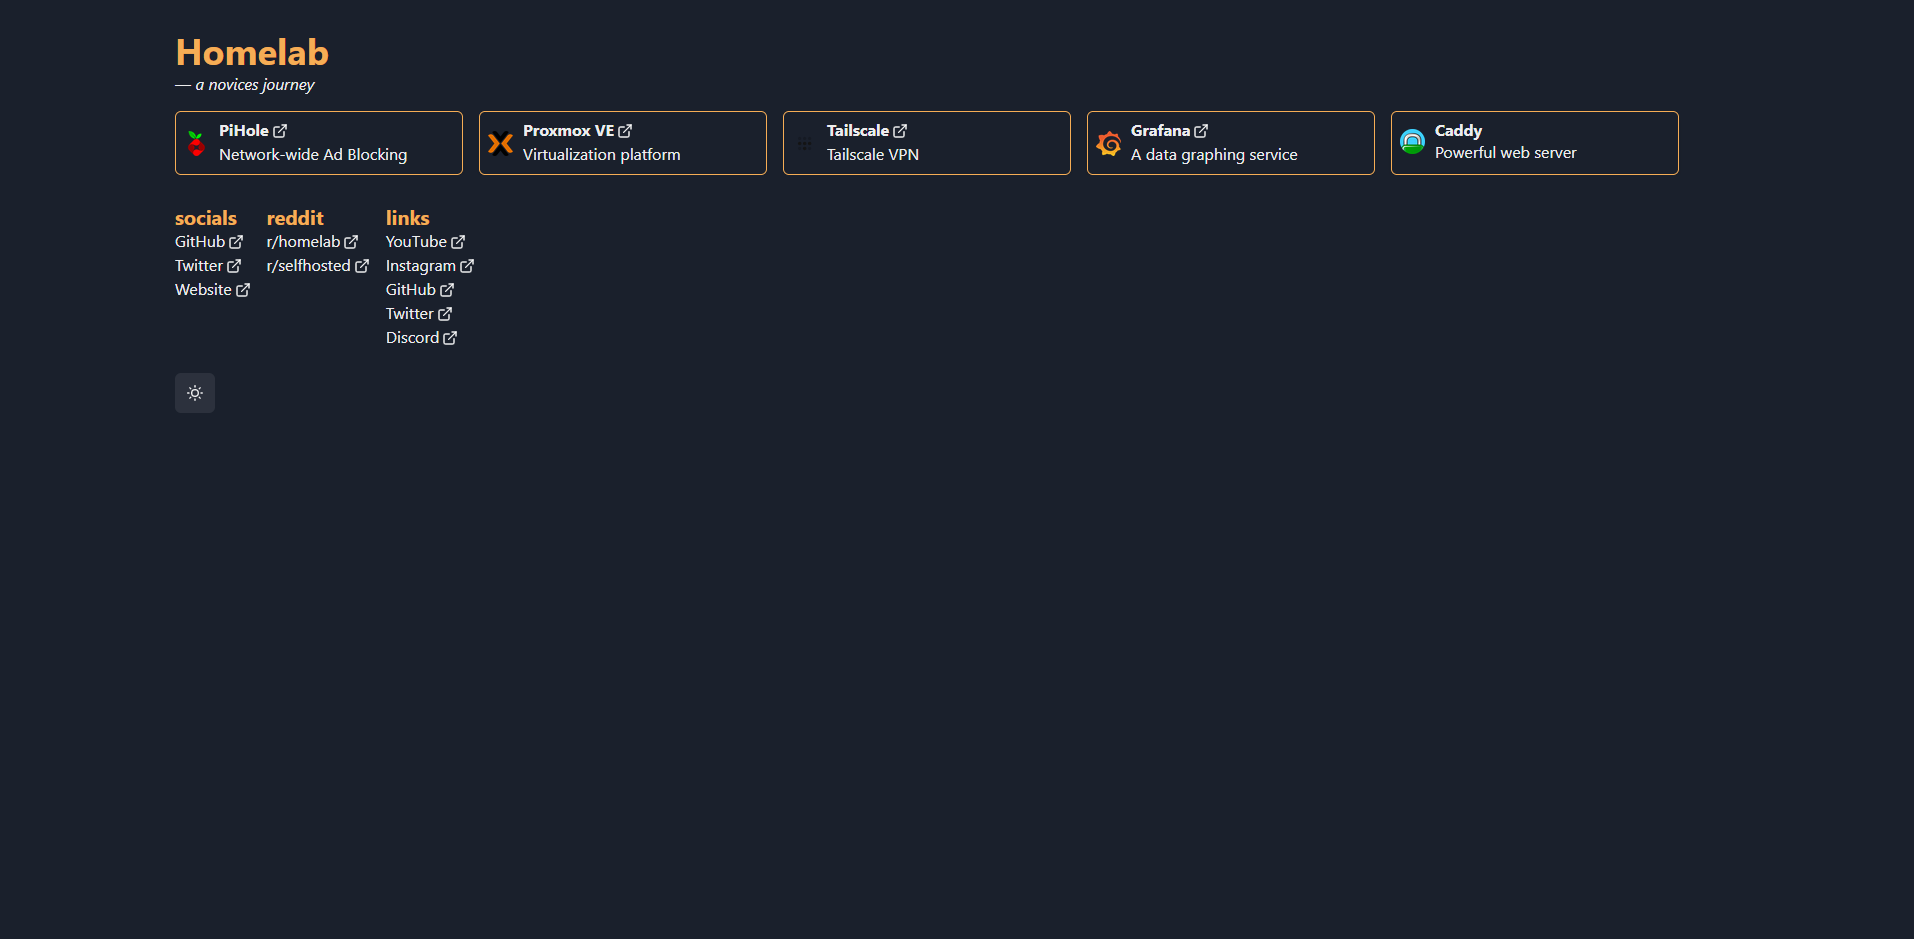 Homelab
— a novices journey
PiHole
Network-wide Ad Blocking
Proxmox VE
Virtualization platform
Tailscale
Tailscale VPN
Grafana
A data graphing service
Caddy
Powerful web server
socials
GitHub
Twitter
Website
reddit
r/homelab
r/selfhosted
links
YouTube
Instagram
GitHub
Twitter
Discord